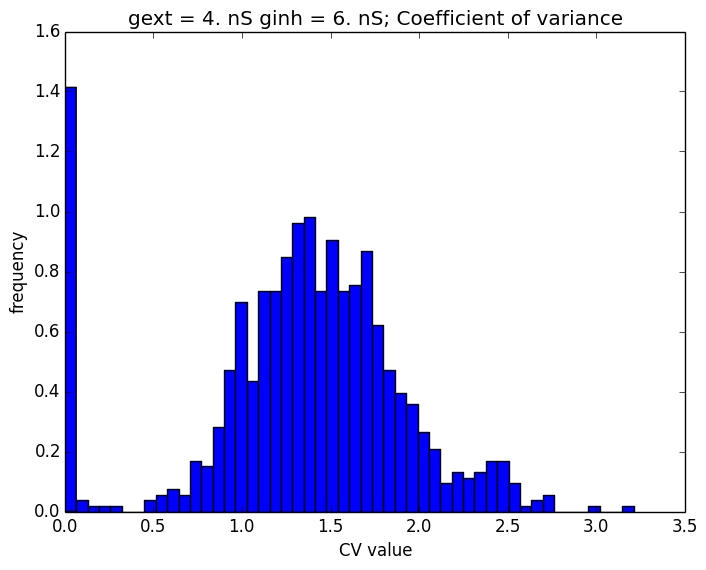 gext = 4. nS ginh = 6. nS; Coefficient of variance
1.6
1.4
1.2
1.0
0.8
0.6
0.4
0.2
0.0
frequency
0.0 0.5 1.0 1.5 2.0 2.5 3.0 3.5
CV value